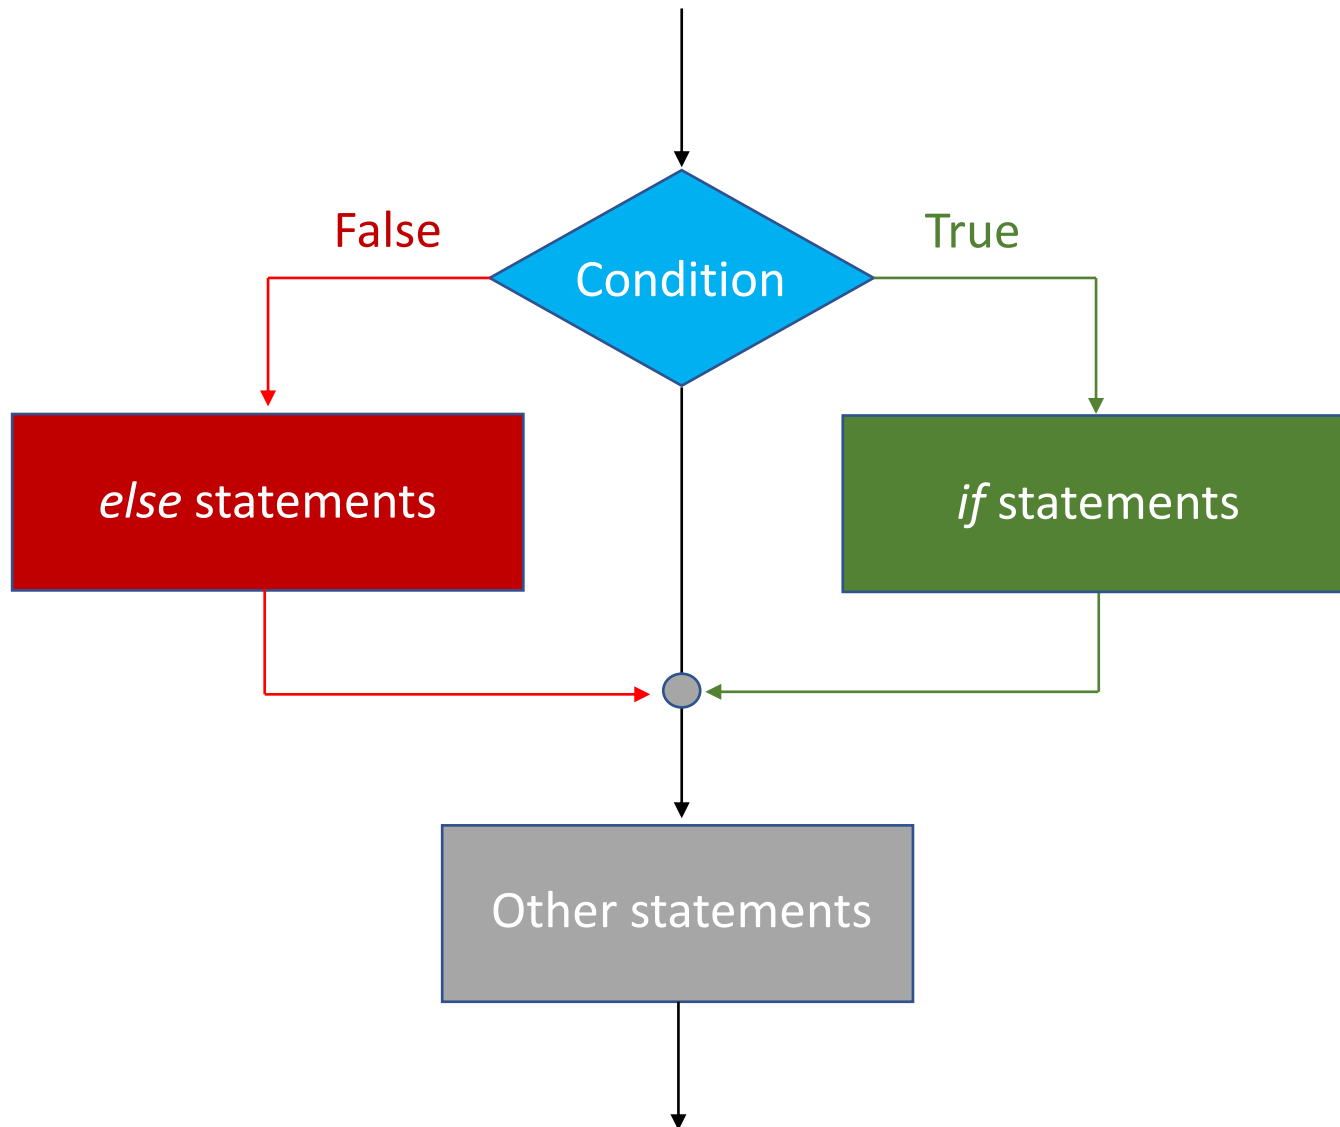 False
True
Condition
else statements
if statements
Other statements